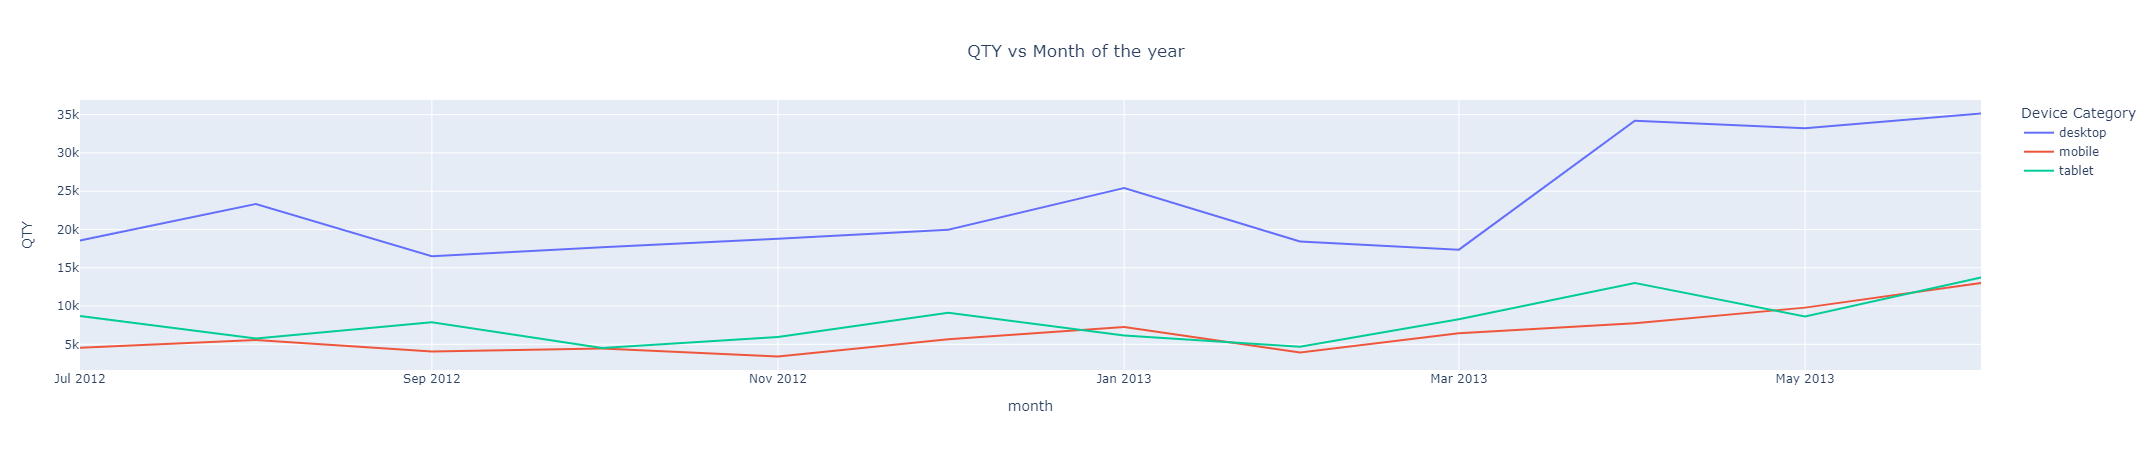 QTY vs Month of the year
Device Category
desktop
mobile
tablet
QTY
35k
30k
25k
20k
15k
10k
5k
Jul 2012
Sep 2012
Nov 2012
Jan 2013
Mar 2013
May 2013
month